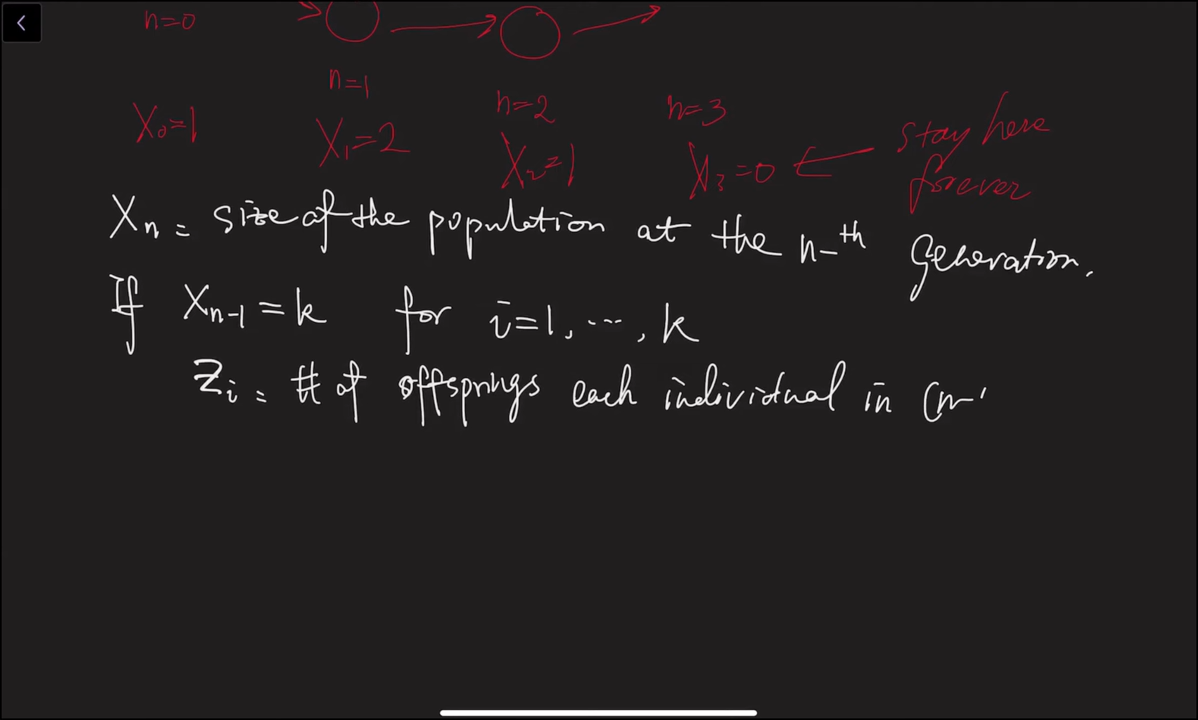 n=0
n=1
n=2
n=3
X₀=1
X₁=2
X₂=1
X₃=0
stay here
forever
Xₙ = size of the population at the n-th generation.
If Xₙ₋₁ = k for i=1, ..., k
Zᵢ = # of offsprings each individual in (n-